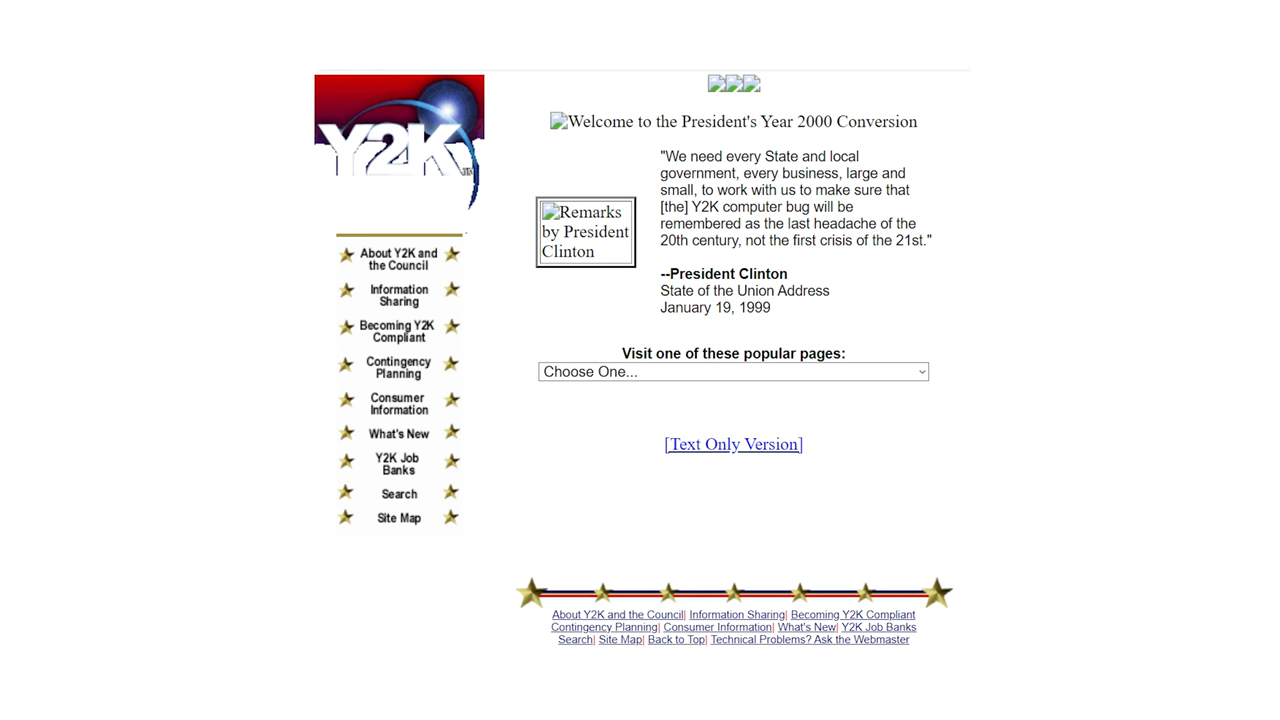 Y2K
About Y2K and
the Council
Information
Sharing
Becoming Y2K
Compliant
Contingency
Planning
Consumer
Information
What's New
Y2K Job
Banks
Search
Site Map
Welcome to the President's Year 2000 Conversion
Remarks
by President
Clinton
"We need every State and local
government, every business, large and
small, to work with us to make sure that
[the] Y2K computer bug will be
remembered as the last headache of the
20th century, not the first crisis of the 21st."
--President Clinton
State of the Union Address
January 19, 1999
Visit one of these popular pages:
Choose One...
[Text Only Version]
About Y2K and the Council| Information Sharing| Becoming Y2K Compliant
Contingency Planning| Consumer Information| What's New| Y2K Job Banks
Search| Site Map| Back to Top| Technical Problems? Ask the Webmaster